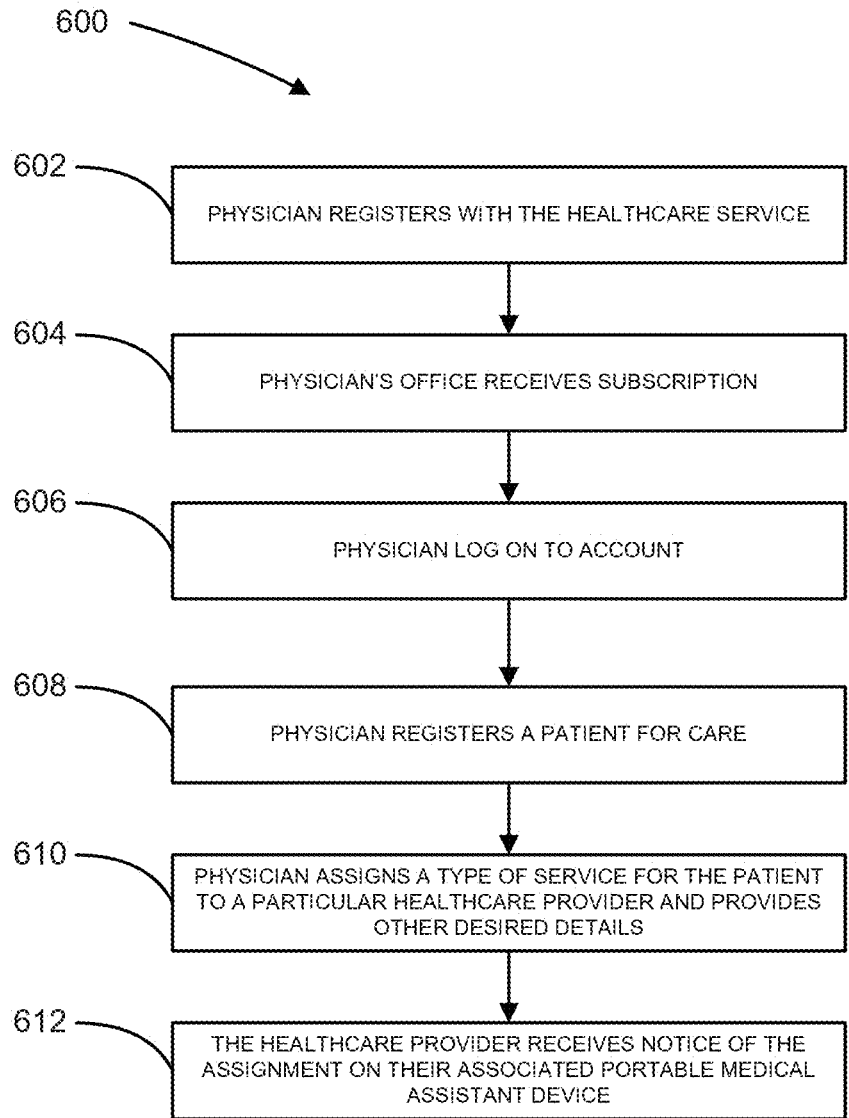 600
602
PHYSICIAN REGISTERS WITH THE HEALTHCARE SERVICE
604
PHYSICIAN'S OFFICE RECEIVES SUBSCRIPTION
606
PHYSICIAN LOG ON TO ACCOUNT
608
PHYSICIAN REGISTERS A PATIENT FOR CARE
610
PHYSICIAN ASSIGNS A TYPE OF SERVICE FOR THE PATIENT
TO A PARTICULAR HEALTHCARE PROVIDER AND PROVIDES
OTHER DESIRED DETAILS
612
THE HEALTHCARE PROVIDER RECEIVES NOTICE OF THE
ASSIGNMENT ON THEIR ASSOCIATED PORTABLE MEDICAL
ASSISTANT DEVICE